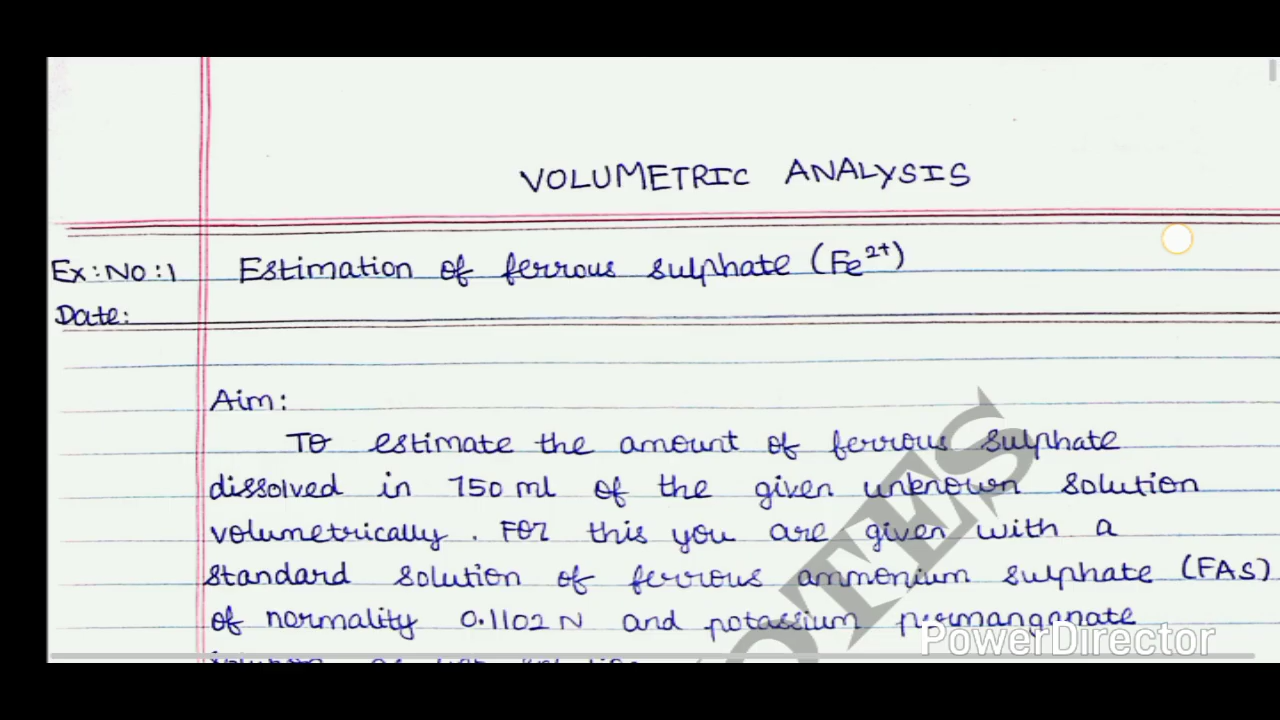 VOLUMETRIC ANALYSIS
Ex:No:1 Estimation of ferrous sulphate (Fe²⁺)
Date:
Aim:
To estimate the amount of ferrous sulphate
dissolved in 750 ml of the given unknown solution
volumetrically. For this you are given with a
standard solution of ferrous ammonium sulphate (FAS)
of normality 0.1102 N and potassium permanganate
OTES
PowerDirector